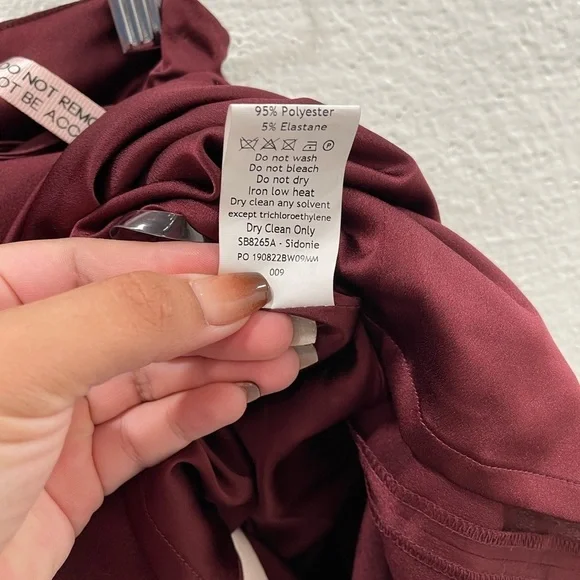 DO NOT REMO
NOT BE ACC
95% Polyester
5% Elastane
Do not wash
Do not bleach
Do not dry
Iron low heat
Dry clean any solvent
except trichloroethylene
Dry Clean Only
SB8265A - Sidonie
PO 190822BW09MM
009